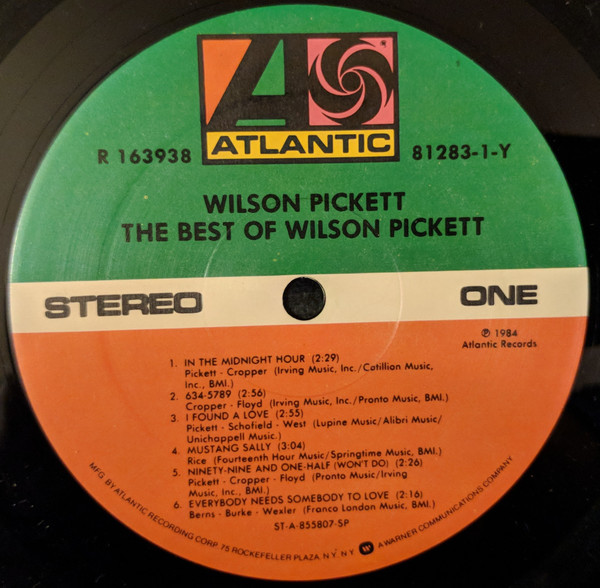 ATLANTIC
R 163938
81283-1-Y
WILSON PICKETT
THE BEST OF WILSON PICKETT
STEREO
ONE
℗ 1984
Atlantic Records
1. IN THE MIDNIGHT HOUR (2:29)
Pickett - Cropper (Irving Music, Inc./Cotillion Music,
Inc., BMI.)
2. 634-5789 (2:56)
Cropper - Floyd (Irving Music, Inc./Pronto Music, BMI.)
3. I FOUND A LOVE (2:55)
Pickett - Schofield - West (Lupine Music/Alibri Music/
Unichappell Music.)
4. MUSTANG SALLY (3:04)
Rice (Fourteenth Hour Music/Springtime Music, BMI.)
5. NINETY-NINE AND ONE-HALF (WON'T DO) (2:26)
Pickett - Cropper - Floyd (Pronto Music/Irving
Music, Inc., BMI.)
6. EVERYBODY NEEDS SOMEBODY TO LOVE (2:16)
Berns - Burke - Wexler (Franco London Music, BMI.)
ST-A-855807-SP
MFG. BY ATLANTIC RECORDING CORP. 75 ROCKEFELLER PLAZA, N.Y. N.Y. A WARNER COMMUNICATIONS COMPANY